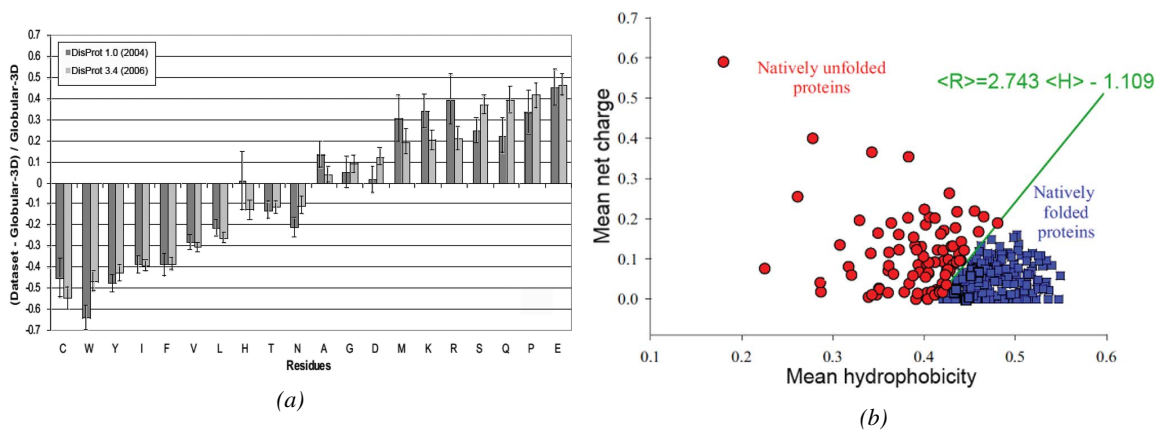 0.7
0.6
0.5
0.4
0.3
0.2
0.1
0
-0.1
-0.2
-0.3
-0.4
-0.5
-0.6
-0.7
(Dataset - Globular-3D) / Globular-3D
DisProt 1.0 (2004)
DisProt 3.4 (2006)
C W Y I F V L H T N A G D M K R S Q P E
Residues
(a)
0.7
0.6
0.5
0.4
0.3
0.2
0.1
0.0
Mean net charge
Natively unfolded
proteins
<R>=2.743 <H> - 1.109
Natively
folded
proteins
0.1 0.2 0.3 0.4 0.5 0.6
Mean hydrophobicity
(b)